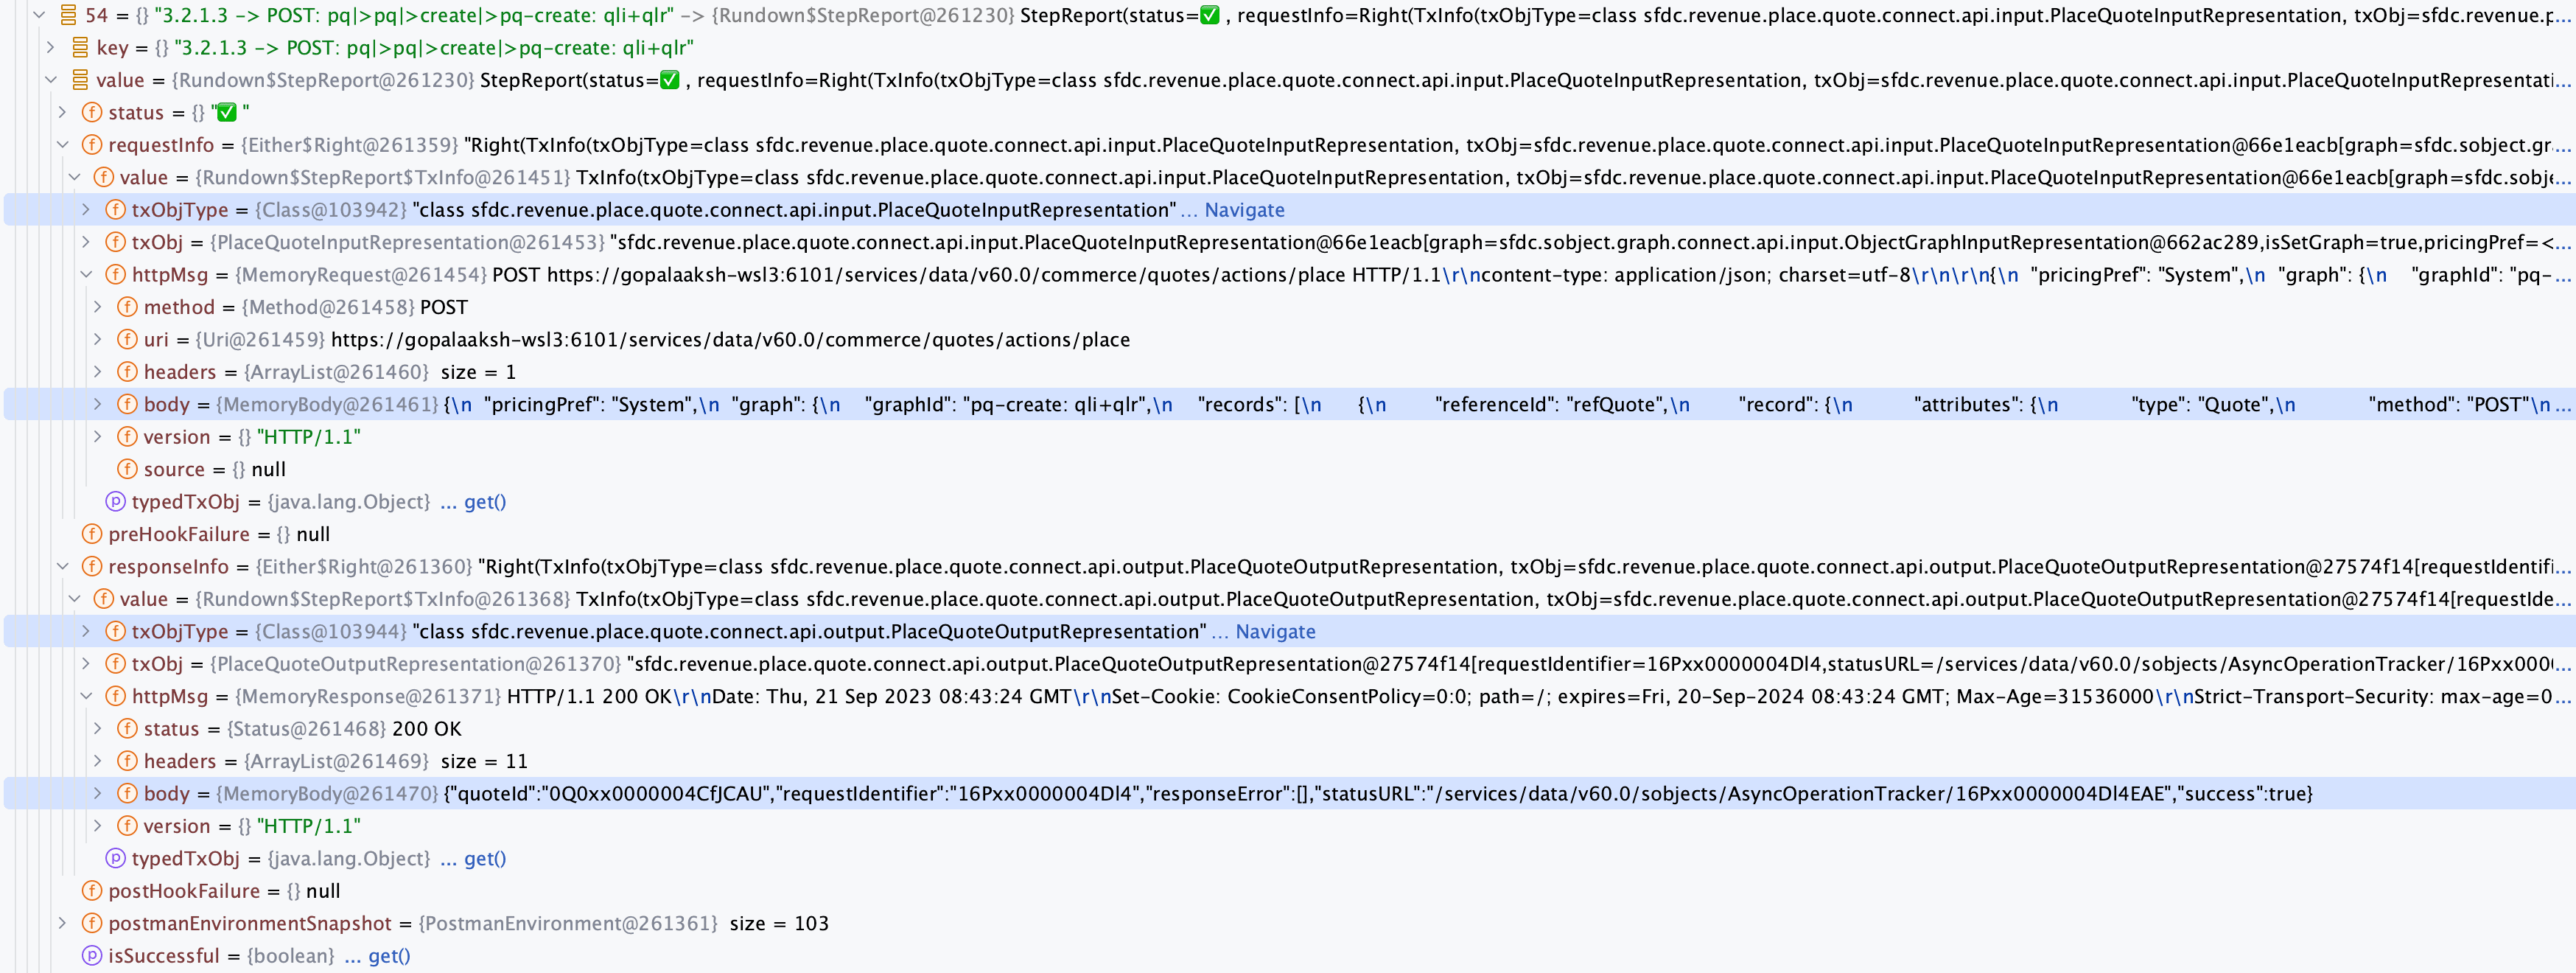 54 = {} "3.2.1.3 -> POST: pq|>pq|>create|>pq-create: qli+qlr" -> {Rundown$StepReport@261230} StepReport(status=✅ , requestInfo=Right(TxInfo(txObjType=class sfdc.revenue.place.quote.connect.api.input.PlaceQuoteInputRepresentation, txObj=sfdc.revenue.p...
key = {} "3.2.1.3 -> POST: pq|>pq|>create|>pq-create: qli+qlr"
value = {Rundown$StepReport@261230} StepReport(status=✅ , requestInfo=Right(TxInfo(txObjType=class sfdc.revenue.place.quote.connect.api.input.PlaceQuoteInputRepresentation, txObj=sfdc.revenue.place.quote.connect.api.input.PlaceQuoteInputRepresentati...
status = {} "✅ "
requestInfo = {Either$Right@261359} "Right(TxInfo(txObjType=class sfdc.revenue.place.quote.connect.api.input.PlaceQuoteInputRepresentation, txObj=sfdc.revenue.place.quote.connect.api.input.PlaceQuoteInputRepresentation@66e1eacb[graph=sfdc.sobject.gr...
value = {Rundown$StepReport$TxInfo@261451} TxInfo(txObjType=class sfdc.revenue.place.quote.connect.api.input.PlaceQuoteInputRepresentation, txObj=sfdc.revenue.place.quote.connect.api.input.PlaceQuoteInputRepresentation@66e1eacb[graph=sfdc.sobje...
txObjType = {Class@103942} "class sfdc.revenue.place.quote.connect.api.input.PlaceQuoteInputRepresentation"... Navigate
txObj = {PlaceQuoteInputRepresentation@261453} "sfdc.revenue.place.quote.connect.api.input.PlaceQuoteInputRepresentation@66e1eacb[graph=sfdc.sobject.graph.connect.api.input.ObjectGraphInputRepresentation@662ac289,isSetGraph=true,pricingPref=<...
httpMsg = {MemoryRequest@261454} POST https://gopalaaksh-wsl3:6101/services/data/v60.0/commerce/quotes/actions/place HTTP/1.1\r\ncontent-type: application/json; charset=utf-8\r\n\r\n{\n "pricingPref": "System",\n "graph": {\n "graphId": "pq-...
method = {Method@261458} POST
uri = {Uri@261459} https://gopalaaksh-wsl3:6101/services/data/v60.0/commerce/quotes/actions/place
headers = {ArrayList@261460} size = 1
body = {MemoryBody@261461} {\n "pricingPref": "System",\n "graph": {\n "graphId": "pq-create: qli+qlr",\n "records": [\n {\n "referenceId": "refQuote",\n "record": {\n "attributes": {\n "type": "Quote",\n "method": "POST"\n...
version = {} "HTTP/1.1"
source = {} null
typedTxObj = {java.lang.Object} ... get()
preHookFailure = {} null
responseInfo = {Either$Right@261360} "Right(TxInfo(txObjType=class sfdc.revenue.place.quote.connect.api.output.PlaceQuoteOutputRepresentation, txObj=sfdc.revenue.place.quote.connect.api.output.PlaceQuoteOutputRepresentation@27574f14[requestIdentifi...
value = {Rundown$StepReport$TxInfo@261368} TxInfo(txObjType=class sfdc.revenue.place.quote.connect.api.output.PlaceQuoteOutputRepresentation, txObj=sfdc.revenue.place.quote.connect.api.output.PlaceQuoteOutputRepresentation@27574f14[requestIde...
txObjType = {Class@103944} "class sfdc.revenue.place.quote.connect.api.output.PlaceQuoteOutputRepresentation"... Navigate
txObj = {PlaceQuoteOutputRepresentation@261370} "sfdc.revenue.place.quote.connect.api.output.PlaceQuoteOutputRepresentation@27574f14[requestIdentifier=16Pxx0000004Dl4,statusURL=/services/data/v60.0/sobjects/AsyncOperationTracker/16Pxx000(...
httpMsg = {MemoryResponse@261371} HTTP/1.1 200 OK\r\nDate: Thu, 21 Sep 2023 08:43:24 GMT\r\nSet-Cookie: CookieConsentPolicy=0:0; path=/; expires=Fri, 20-Sep-2024 08:43:24 GMT; Max-Age=31536000\r\nStrict-Transport-Security: max-age=0...
status = {Status@261468} 200 OK
headers = {ArrayList@261469} size = 11
body = {MemoryBody@261470} {"quoteId":"0Q0xx0000004CfJCAU","requestIdentifier":"16Pxx0000004Dl4","responseError":[],"statusURL":"/services/data/v60.0/sobjects/AsyncOperationTracker/16Pxx0000004Dl4EAE","success":true}
version = {} "HTTP/1.1"
typedTxObj = {java.lang.Object} ... get()
postHookFailure = {} null
postmanEnvironmentSnapshot = {PostmanEnvironment@261361} size = 103
isSuccessful = {boolean} ... get()